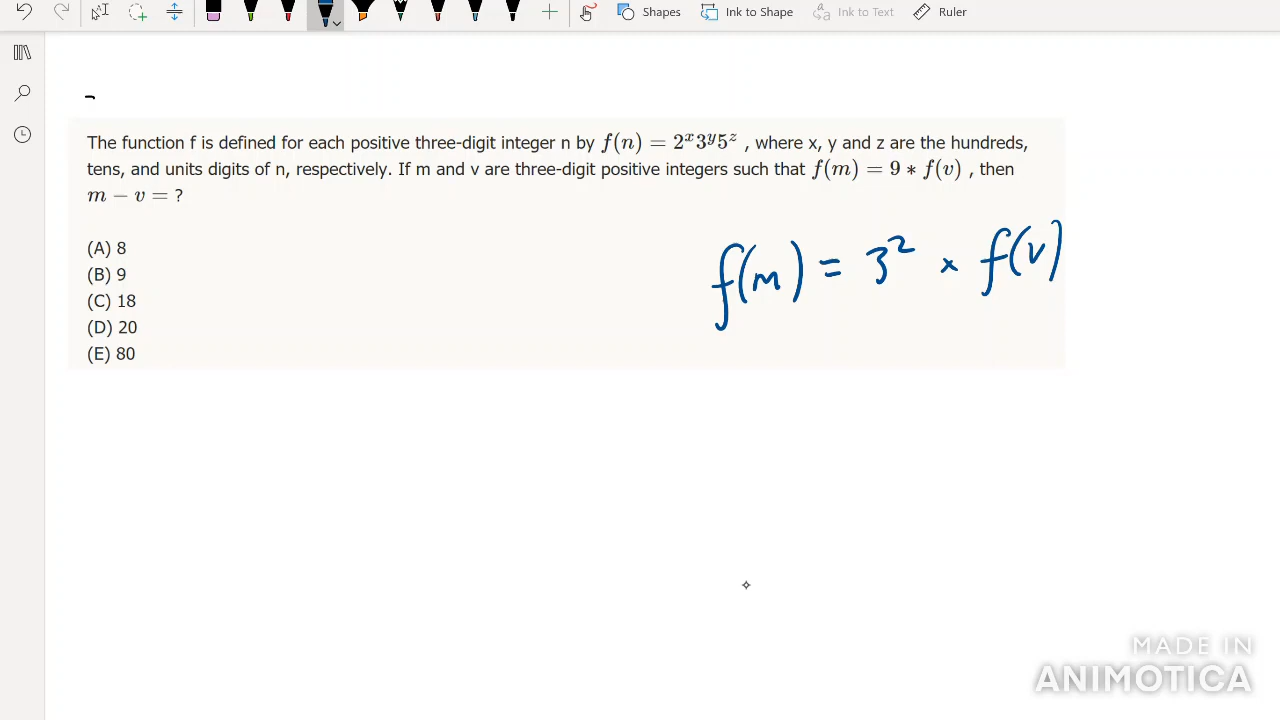 Shapes Ink to Shape Ink to Text Ruler
The function f is defined for each positive three-digit integer n by f(n) = 2^x3^y5^z , where x, y and z are the hundreds,
tens, and units digits of n, respectively. If m and v are three-digit positive integers such that f(m) = 9 ∗ f(v) , then
m − v = ?
(A) 8
(B) 9
(C) 18
(D) 20
(E) 80
f(m) = 3^2 × f(v)
MADE IN
ANIMOTICA